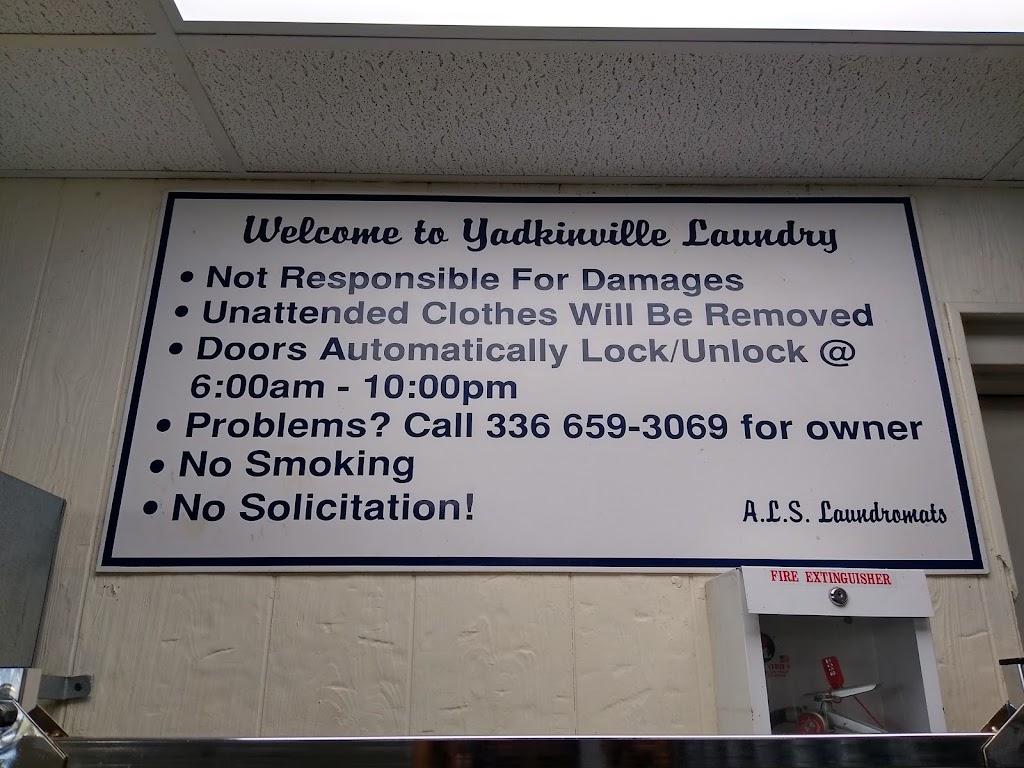 Welcome to Yadkinville Laundry
• Not Responsible For Damages
• Unattended Clothes Will Be Removed
• Doors Automatically Lock/Unlock @
6:00am - 10:00pm
• Problems? Call 336 659-3069 for owner
• No Smoking
• No Solicitation!
A.L.S. Laundromats
FIRE EXTINGUISHER